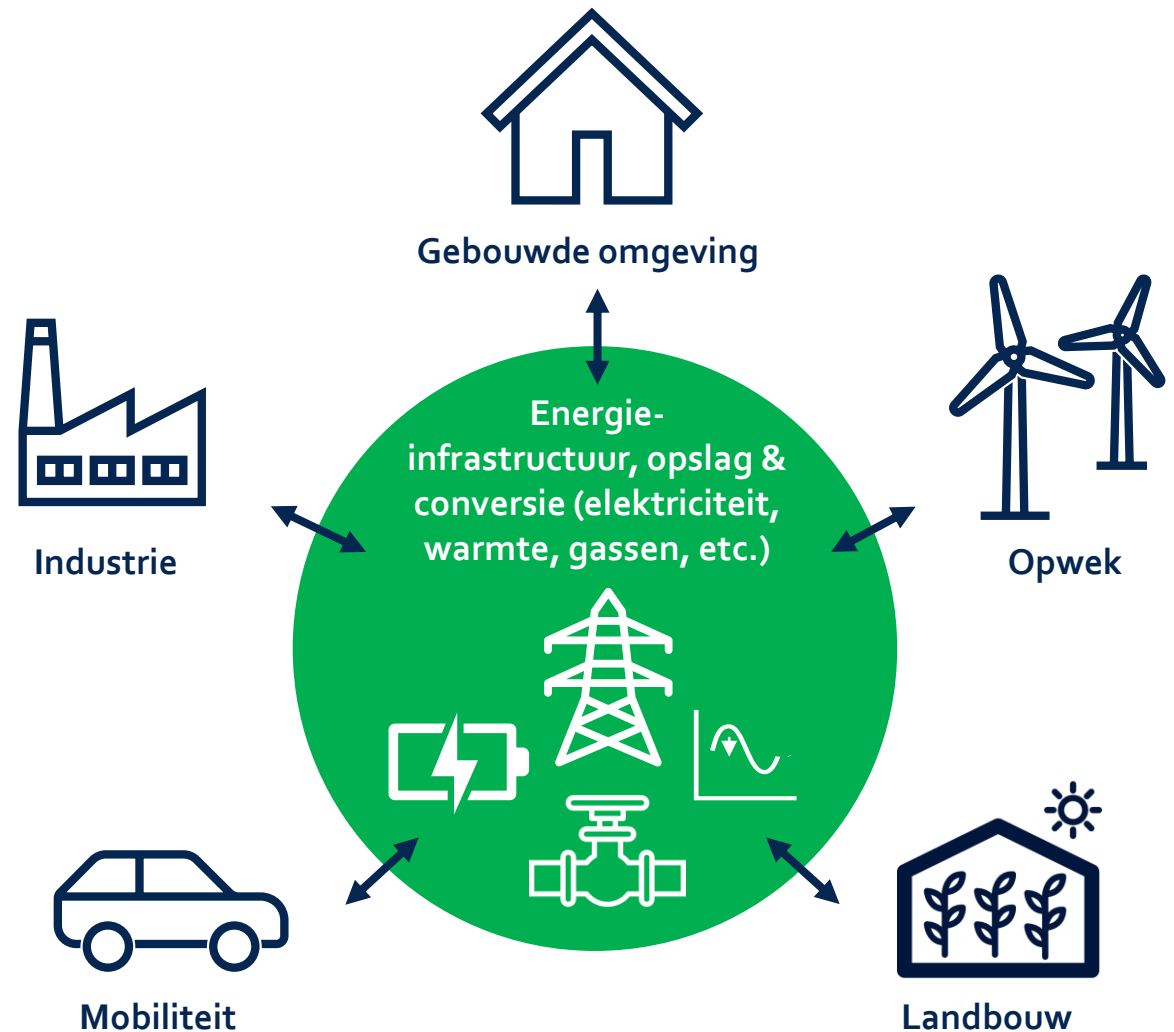 Gebouwde omgeving
Energie-
infrastructuur, opslag &
conversie (elektriciteit,
warmte, gassen, etc.)
Industrie
Opwek
Mobiliteit
Landbouw